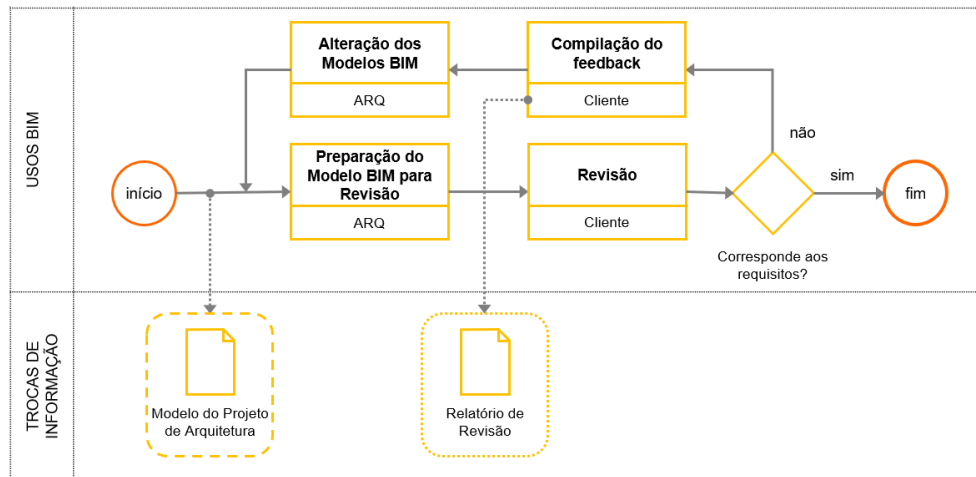 USOS BIM
Alteração dos
Modelos BIM
ARQ
Compilação do
feedback
Cliente
não
início
Preparação do
Modelo BIM para
Revisão
ARQ
Revisão
Cliente
sim
fim
Corresponde aos
requisitos?
TROCAS DE
INFORMAÇÃO
Modelo do Projeto
de Arquitetura
Relatório de
Revisão